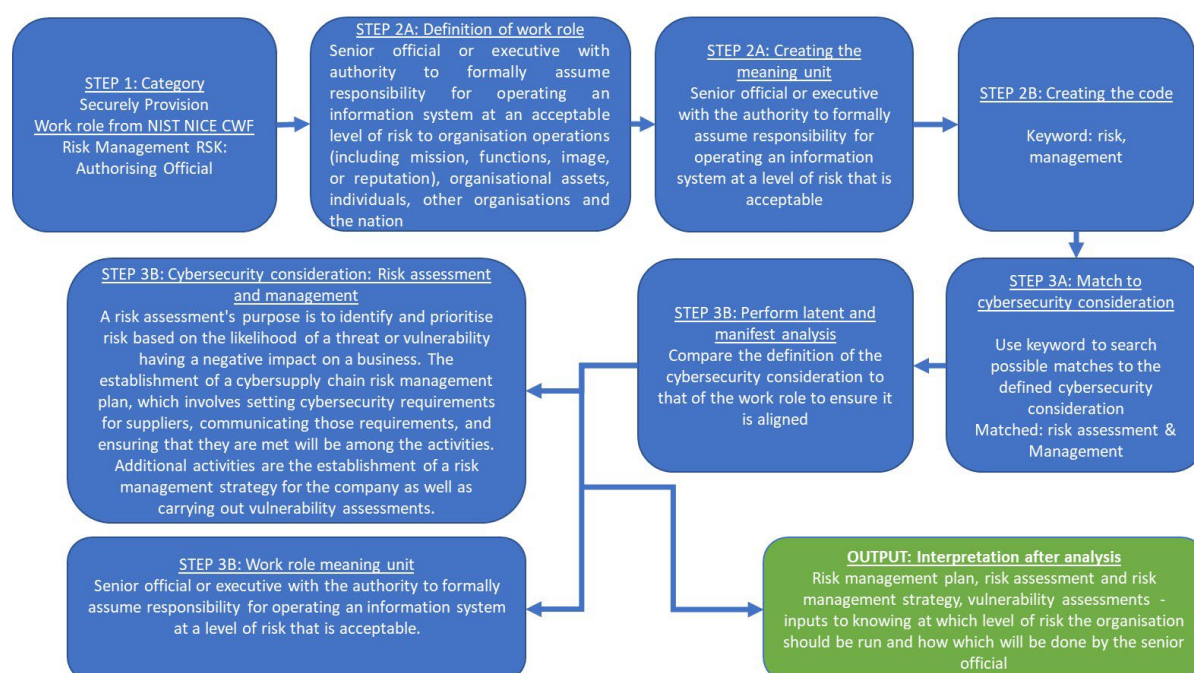 STEP 1: Category
Securely Provision
Work role from NIST NICE CWF
Risk Management RSK:
Authorising Official
STEP 2A: Definition of work role
Senior official or executive with
authority to formally assume
responsibility for operating an
information system at an acceptable
level of risk to organisation operations
(including mission, functions, image,
or reputation), organisational assets,
individuals, other organisations and
the nation
STEP 2A: Creating the
meaning unit
Senior official or executive
with the authority to formally
assume responsibility for
operating an information
system at a level of risk that is
acceptable
STEP 2B: Creating the code
Keyword: risk,
management
STEP 3A: Match to
cybersecurity consideration
Use keyword to search
possible matches to the
defined cybersecurity
consideration
Matched: risk assessment &
Management
STEP 3B: Perform latent and
manifest analysis
Compare the definition of the
cybersecurity consideration to
that of the work role to ensure it
is aligned
STEP 3B: Cybersecurity consideration: Risk assessment
and management
A risk assessment's purpose is to identify and prioritise
risk based on the likelihood of a threat or vulnerability
having a negative impact on a business. The
establishment of a cybersupply chain risk management
plan, which involves setting cybersecurity requirements
for suppliers, communicating those requirements, and
ensuring that they are met will be among the activities.
Additional activities are the establishment of a risk
management strategy for the company as well as
carrying out vulnerability assessments.
STEP 3B: Work role meaning unit
Senior official or executive with the authority to formally
assume responsibility for operating an information system
at a level of risk that is acceptable.
OUTPUT: Interpretation after analysis
Risk management plan, risk assessment and risk
management strategy, vulnerability assessments -
inputs to knowing at which level of risk the organisation
should be run and how which will be done by the senior
official